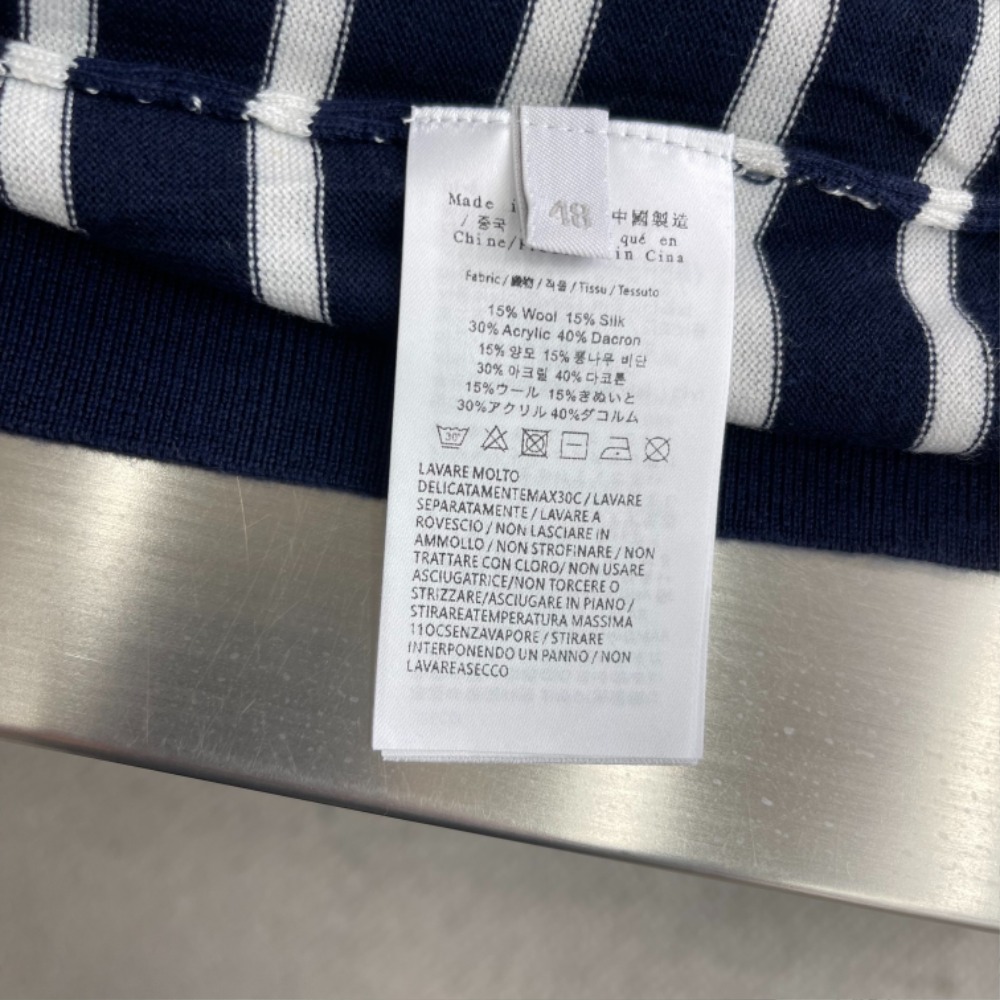 Made i 48 中國製造
/ 중국 qué en
Chine/ in Cina
Fabric / 織物 / 직물 / Tissu / Tessuto
15% Wool 15% Silk
30% Acrylic 40% Dacron
15% 양모 15% 통나무 비단
30% 아크릴 40% 다코론
15%ウール 15%きぬいと
30%アクリル 40%ダコルム
30°
LAVARE MOLTO
DELICATAMENTEMAX30C / LAVARE
SEPARATAMENTE / LAVARE A
ROVESCIO / NON LASCIARE IN
AMMOLLO / NON STROFINARE / NON
TRATTARE CON CLORO/ NON USARE
ASCIUGATRICE/NON TORCERE O
STRIZZARE/ASCIUGARE IN PIANO /
STIRAREATEMPERATURA MASSIMA
110CSENZAVAPORE / STIRARE
INTERPONENDO UN PANNO / NON
LAVAREASECCO